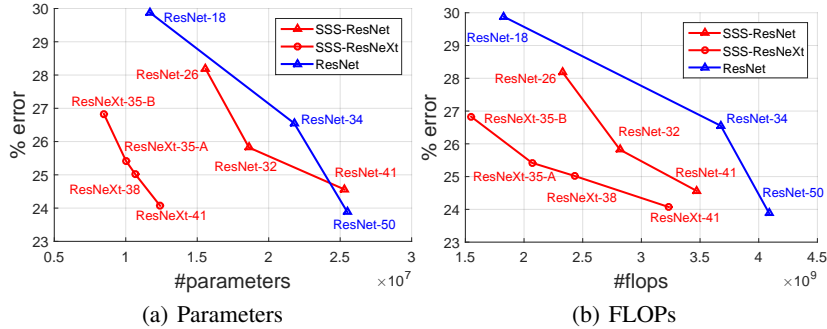 30
29
28
27
26
25
24
23
% error
0.5
1
1.5
2
2.5
3
×10^7
#parameters
SSS-ResNet
SSS-ResNeXt
ResNet
ResNet-18
ResNet-26
ResNeXt-35-B
ResNet-34
ResNeXt-35-A
ResNet-32
ResNet-41
ResNeXt-38
ResNeXt-41
ResNet-50
(a) Parameters
30
29
28
27
26
25
24
23
% error
1.5
2
2.5
3
3.5
4
4.5
×10^9
#flops
SSS-ResNet
SSS-ResNeXt
ResNet
ResNet-18
ResNet-26
ResNeXt-35-B
ResNet-34
ResNet-32
ResNeXt-35-A
ResNet-41
ResNet-50
ResNeXt-38
ResNeXt-41
(b) FLOPs